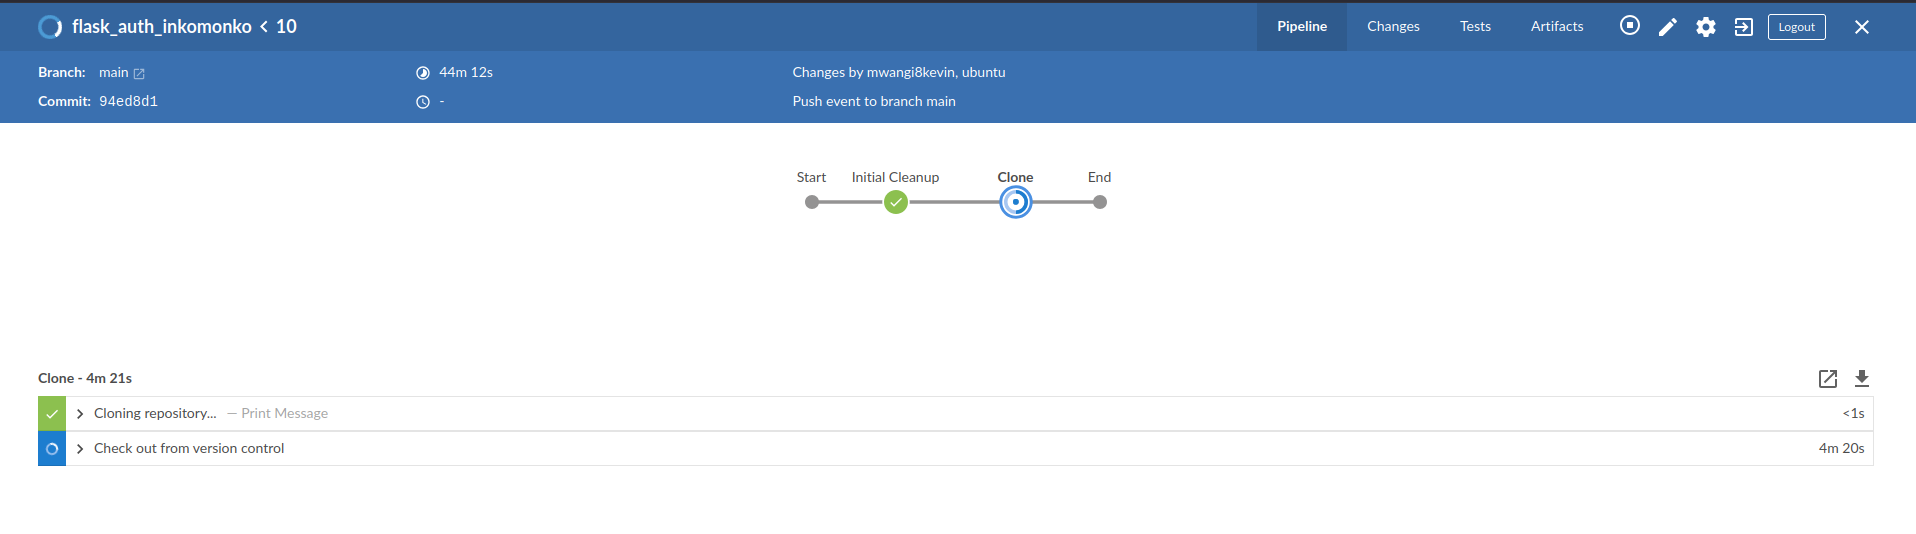 flask_auth_inkomonko < 10 Pipeline Changes Tests Artifacts Logout
Branch: main 44m 12s Changes by mwangi8kevin, ubuntu
Commit: 94ed8d1 - Push event to branch main
Start Initial Cleanup Clone End
Clone - 4m 21s
Cloning repository... — Print Message <1s
Check out from version control 4m 20s